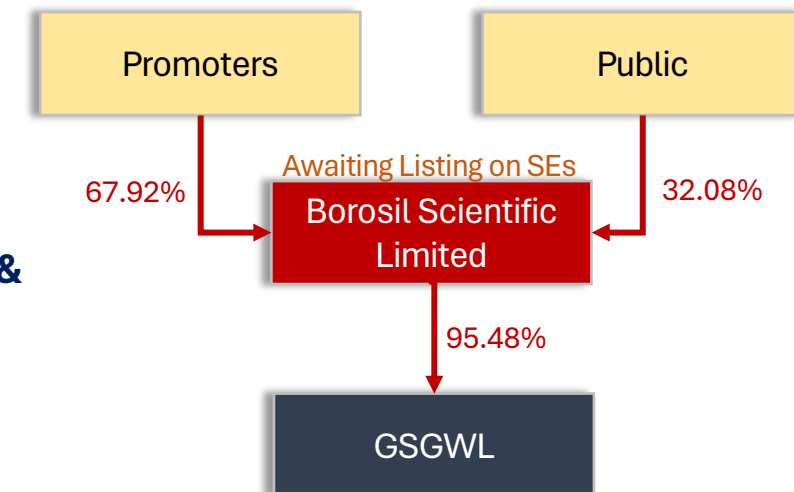 Promoters
Public
Awaiting Listing on SEs
67.92%
32.08%
Borosil Scientific
Limited
&
95.48%
GSGWL